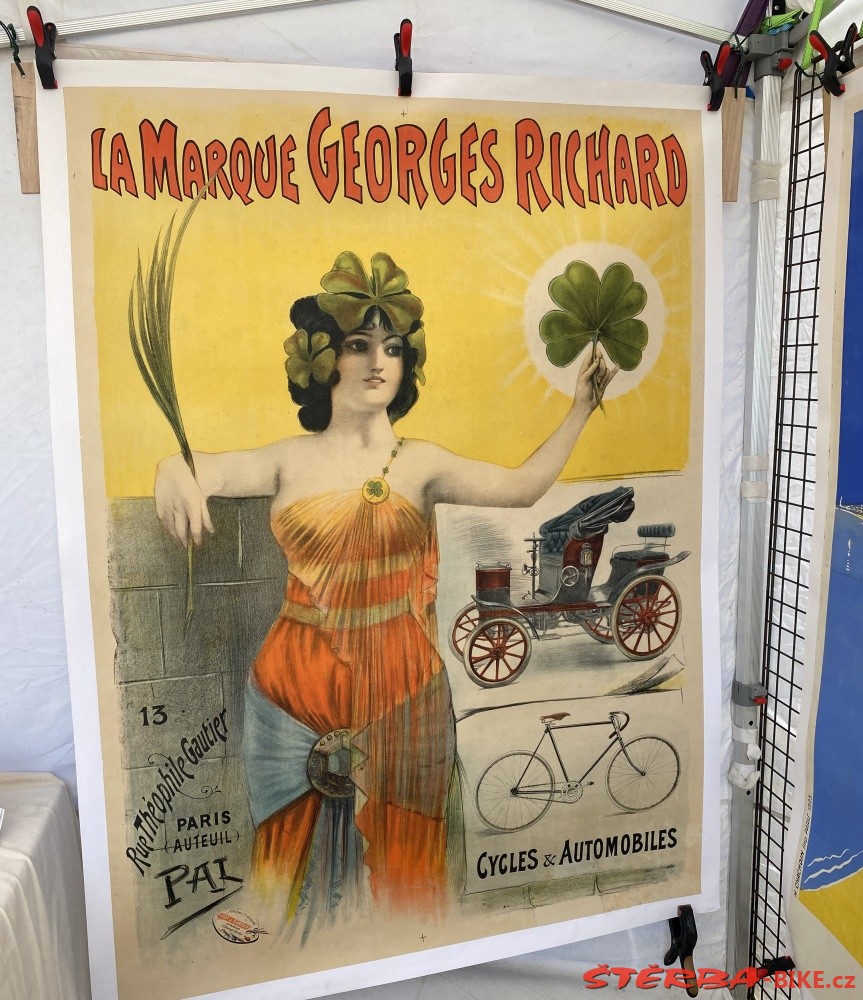 LA MARQUE GEORGES RICHARD
13
Rue Théophile Gautier
PARIS
(AUTEUIL)
PAL
CYCLES & AUTOMOBILES
ŠTĚRBA-BIKE.cz